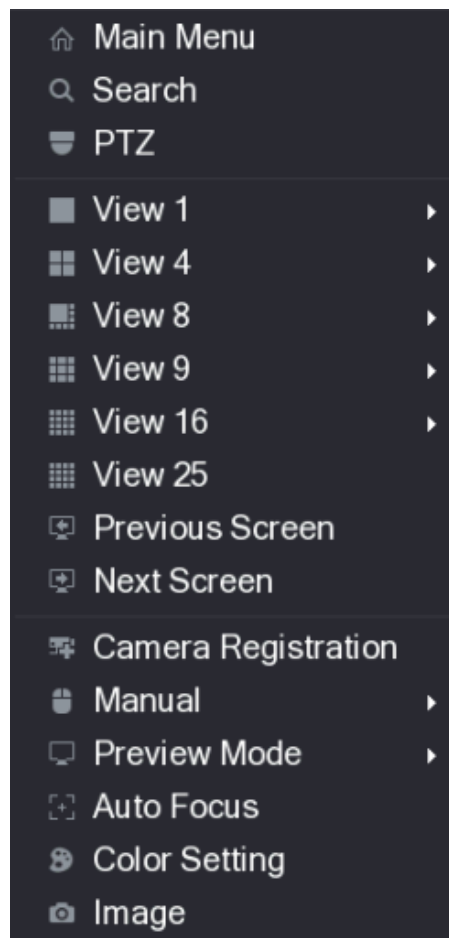 Main Menu
Search
PTZ
View 1
View 4
View 8
View 9
View 16
View 25
Previous Screen
Next Screen
Camera Registration
Manual
Preview Mode
Auto Focus
Color Setting
Image